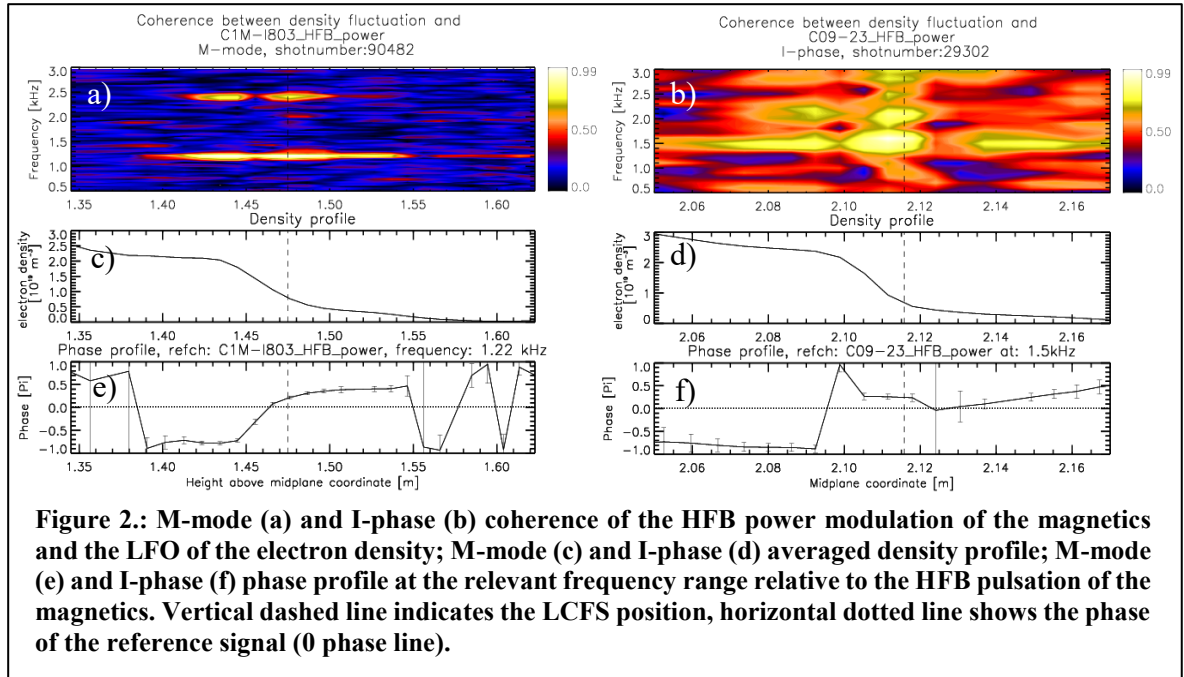 Coherence between density fluctuation and
C1M-I803_HFB_power
M-mode, shotnumber:90482
a)
Frequency [kHz]
3.0
2.5
2.0
1.5
1.2
0.5
0.99
0.50
0.0
1.35 1.40 1.45 1.50 1.55 1.60
Density profile
c)
electron density
[10¹⁹ m⁻³]
3.0
2.5
2.0
1.5
1.0
0.5
0.0
1.35 1.40 1.45 1.50 1.55 1.60
Phase profile, refch: C1M-I803_HFB_power, frequency: 1.22 kHz
e)
Phase [Pi]
1.0
0.5
0.0
-0.5
-1.0
1.35 1.40 1.45 1.50 1.55 1.60
Height above midplane coordinate [m]
Coherence between density fluctuation and
C09-23_HFB_power
I-phase, shotnumber:29302
b)
Frequency [kHz]
3.0
2.5
2.0
1.5
1.2
0.5
0.99
0.50
0.0
2.06 2.08 2.10 2.12 2.14 2.16
Density profile
d)
electron density
[10¹⁹ m⁻³]
3
2
1
0
2.06 2.08 2.10 2.12 2.14 2.16
Phase profile, refch: C09-23_HFB_power at: 1.5kHz
f)
Phase [Pi]
1.0
0.5
0.0
-0.5
-1.0
2.06 2.08 2.10 2.12 2.14 2.16
Midplane coordinate [m]
Figure 2.: M-mode (a) and I-phase (b) coherence of the HFB power modulation of the magnetics
and the LFO of the electron density; M-mode (c) and I-phase (d) averaged density profile; M-mode
(e) and I-phase (f) phase profile at the relevant frequency range relative to the HFB pulsation of the
magnetics. Vertical dashed line indicates the LCFS position, horizontal dotted line shows the phase
of the reference signal (0 phase line).